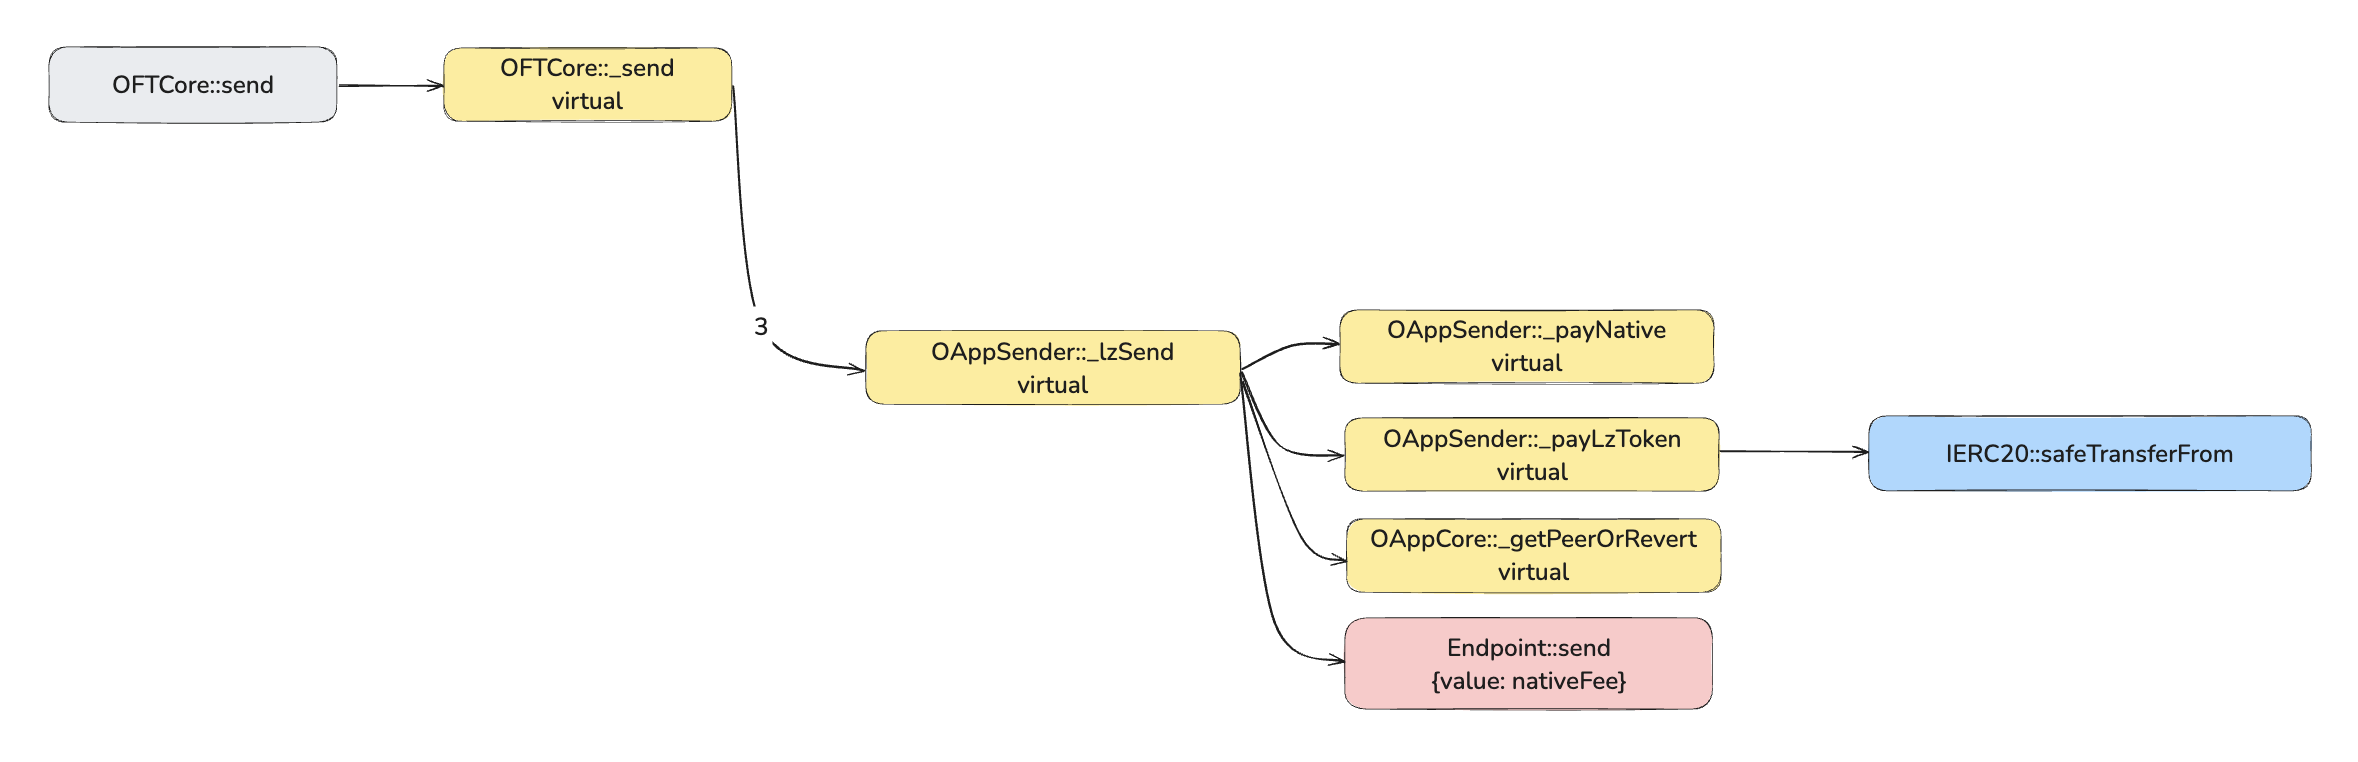 OFTCore::send
OFTCore::_send
virtual
3
OAppSender::_lzSend
virtual
OAppSender::_payNative
virtual
OAppSender::_payLzToken
virtual
IERC20::safeTransferFrom
OAppCore::_getPeerOrRevert
virtual
Endpoint::send
{value: nativeFee}